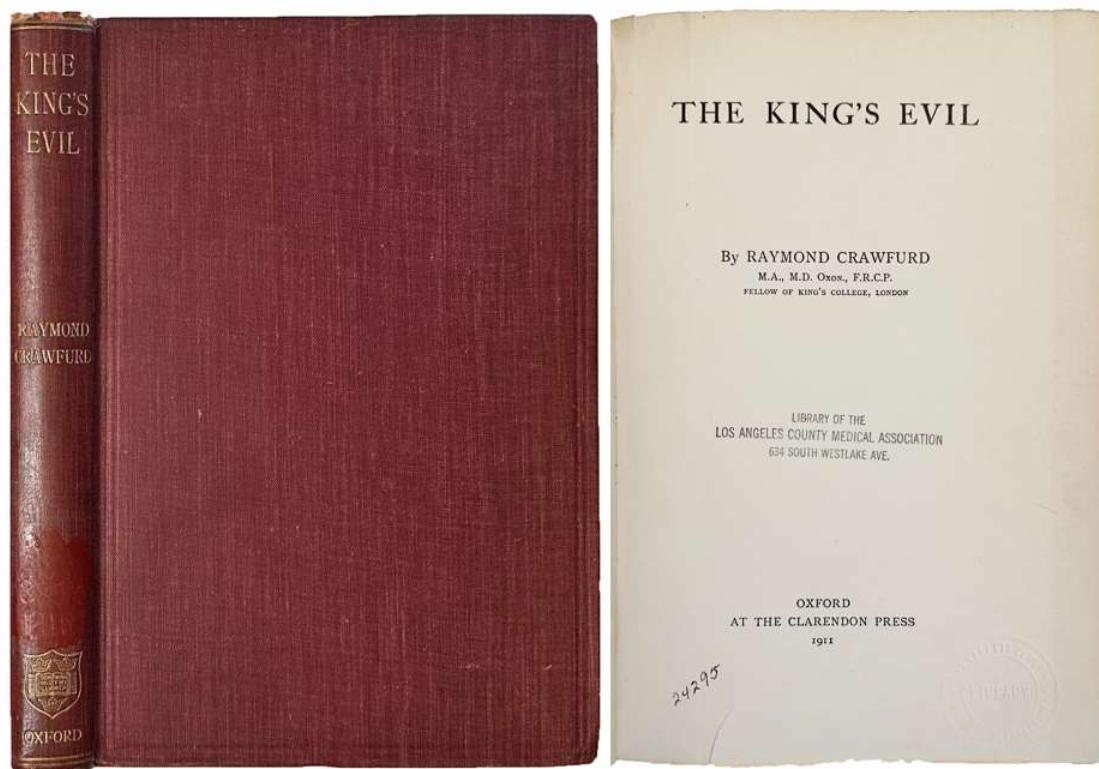 THE
KING'S
EVIL
RAYMOND
CRAWFURD
OXFORD
THE KING'S EVIL
By RAYMOND CRAWFURD
M.A., M.D. OXON., F.R.C.P.
FELLOW OF KING'S COLLEGE, LONDON
LIBRARY OF THE
LOS ANGELES COUNTY MEDICAL ASSOCIATION
634 SOUTH WESTLAKE AVE.
OXFORD
AT THE CLARENDON PRESS
1911
24295
LIBRARY